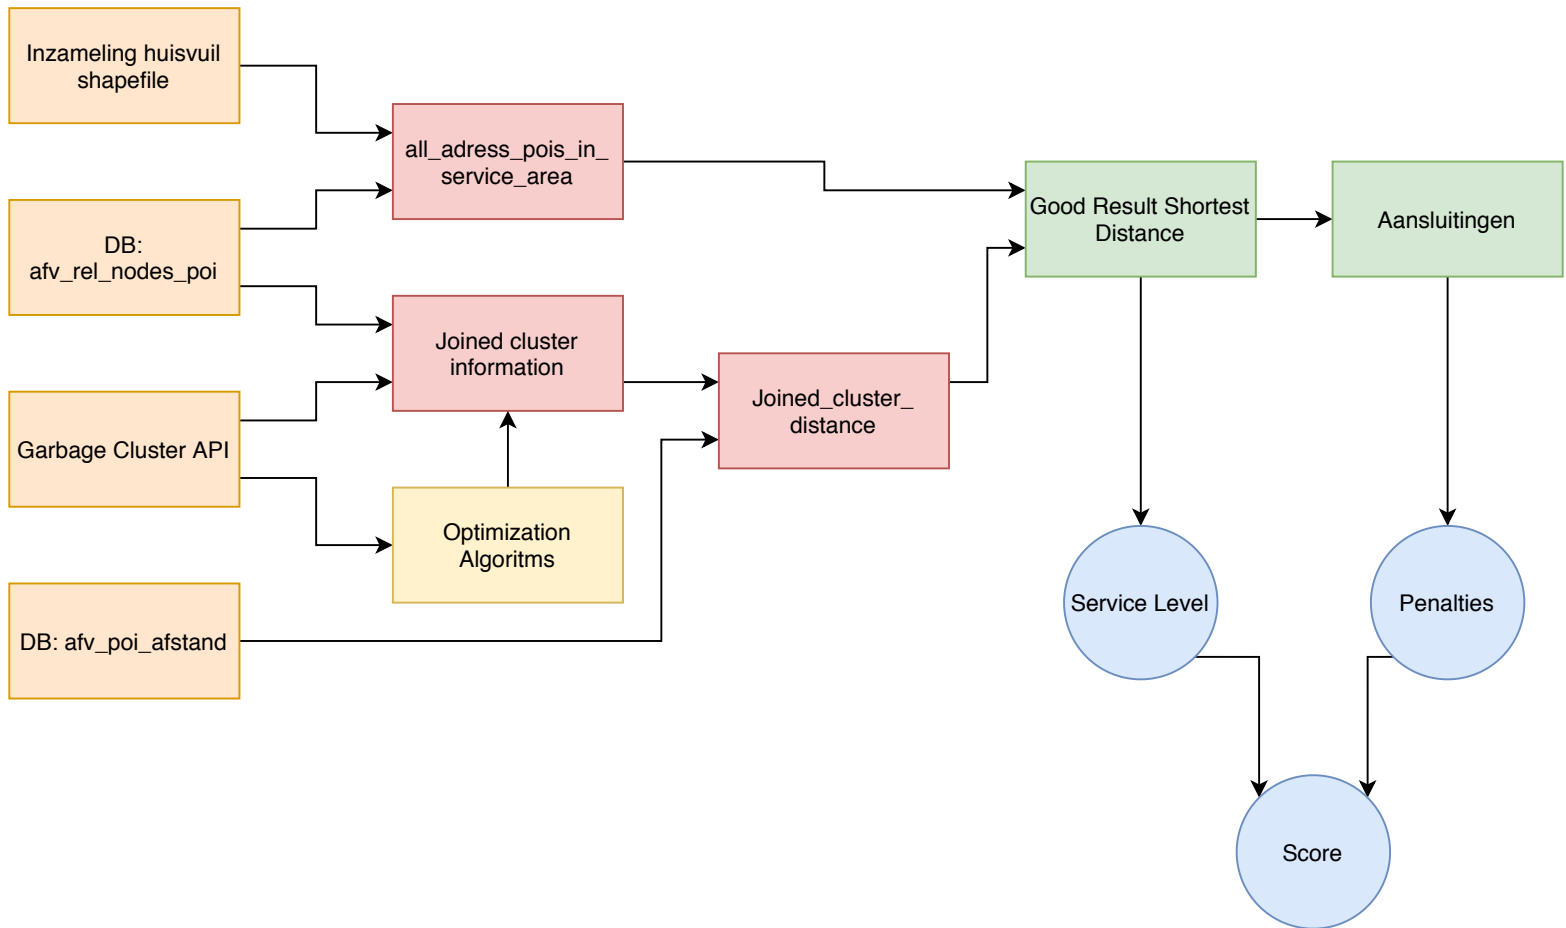 Inzameling huisvuil
shapefile
all_adress_pois_in_
service_area
DB:
afv_rel_nodes_poi
Good Result Shortest
Distance
Aansluitingen
Joined cluster
information
Joined_cluster_
distance
Garbage Cluster API
Optimization
Algoritms
DB: afv_poi_afstand
Service Level
Penalties
Score